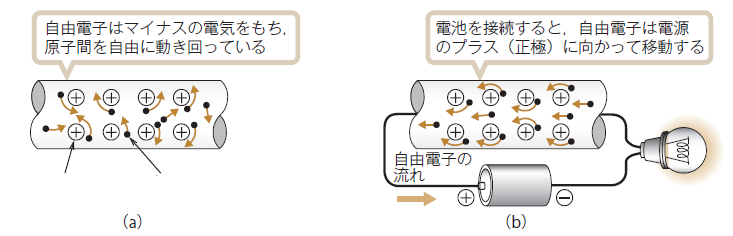 自由電子はマイナスの電気をもち,
原子間を自由に動き回っている
電池を接続すると,自由電子は電源
のプラス(正極)に向かって移動する
自由電子の
流れ
(a)
(b)